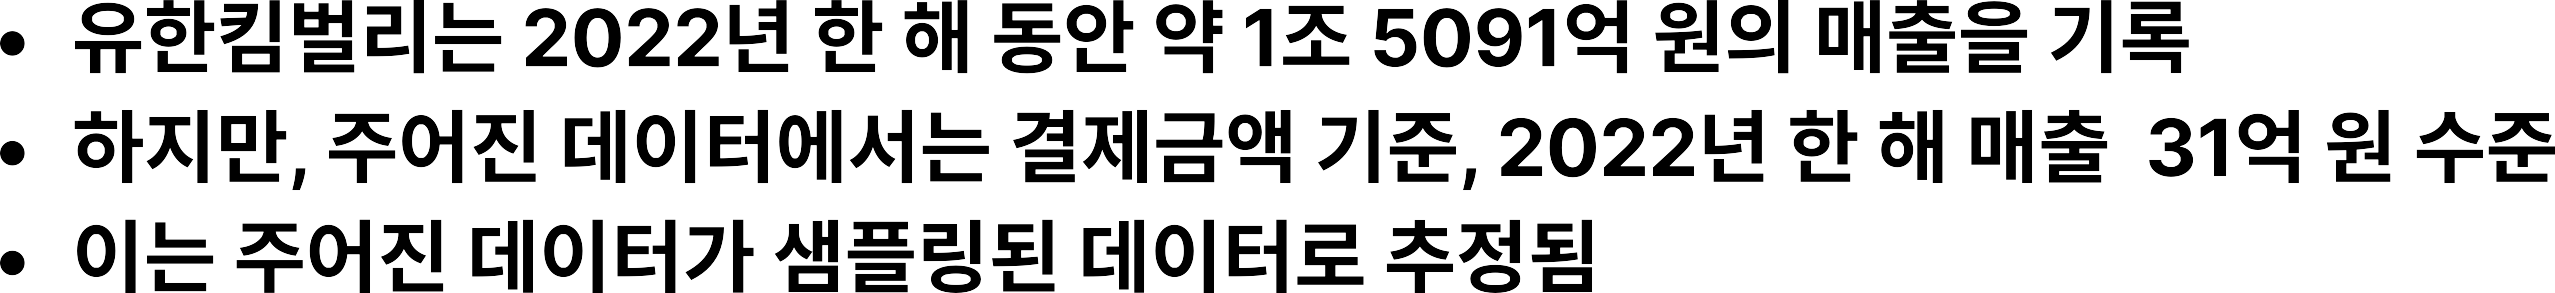 • 유한킴벌리는 2022년 한 해 동안 약 1조 5091억 원의 매출을 기록
• 하지만, 주어진 데이터에서는 결제금액 기준, 2022년 한 해 매출  31억 원 수준
• 이는 주어진 데이터가 샘플링된 데이터로 추정됨